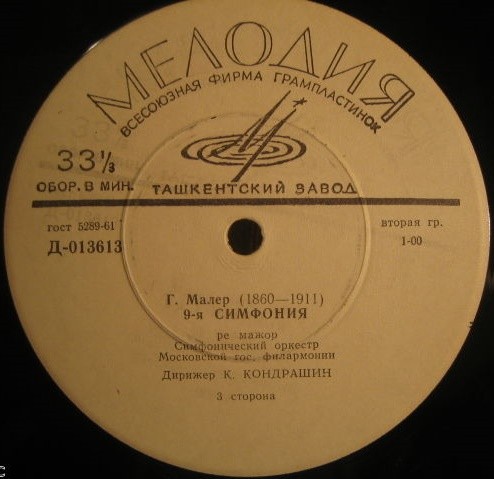 МЕЛОДИЯ
ВСЕСОЮЗНАЯ ФИРМА ГРАМПЛАСТИНОК
33⅓
ОБОР. В МИН.
ТАШКЕНТСКИЙ ЗАВОД
гост 5289-61
Д-013613
вторая гр.
1-00
Г. Малер (1860—1911)
9-я СИМФОНИЯ
ре мажор
Симфонический оркестр
Московской гос. филармонии
Дирижер К. КОНДРАШИН
3 сторона